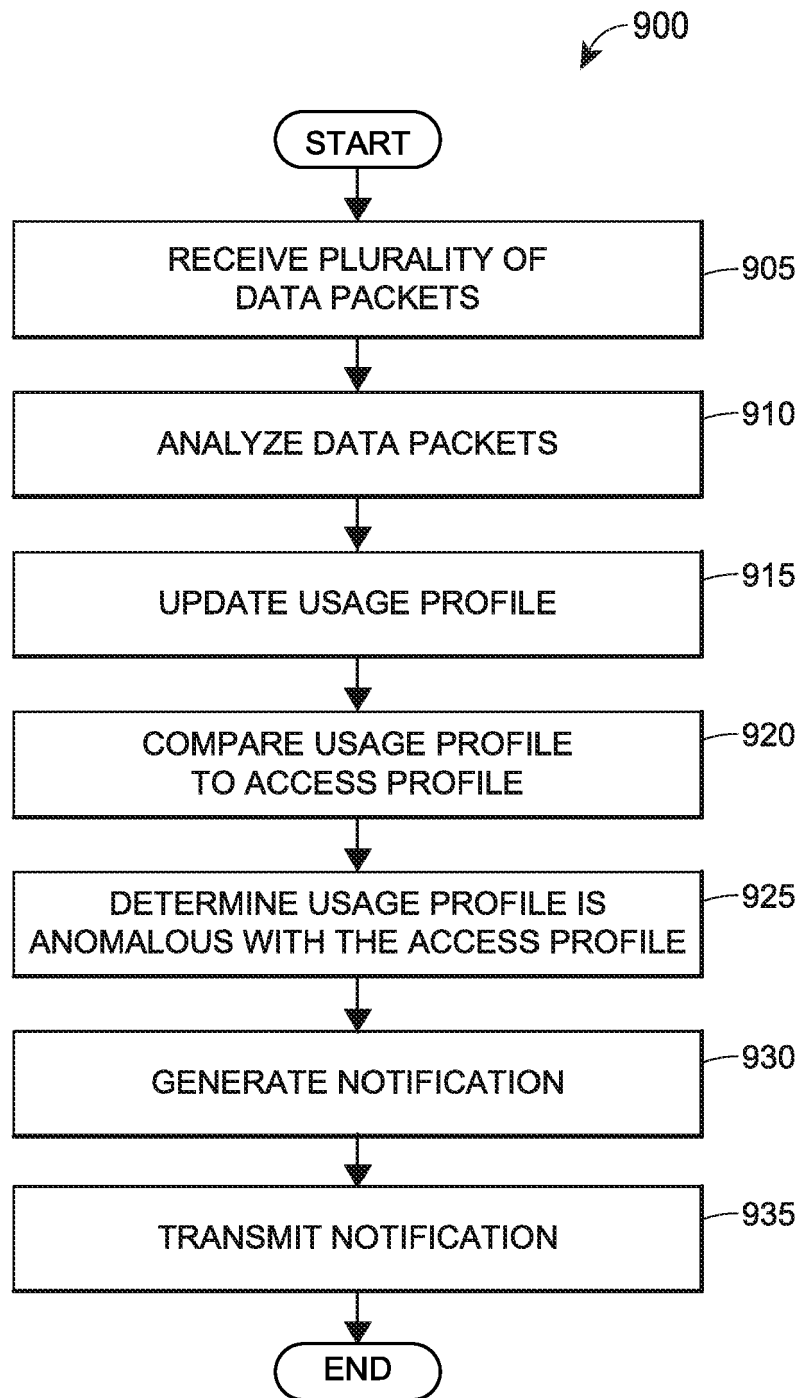 900
START
RECEIVE PLURALITY OF
DATA PACKETS
905
ANALYZE DATA PACKETS
910
UPDATE USAGE PROFILE
915
COMPARE USAGE PROFILE
TO ACCESS PROFILE
920
DETERMINE USAGE PROFILE IS
ANOMALOUS WITH THE ACCESS PROFILE
925
GENERATE NOTIFICATION
930
TRANSMIT NOTIFICATION
935
END